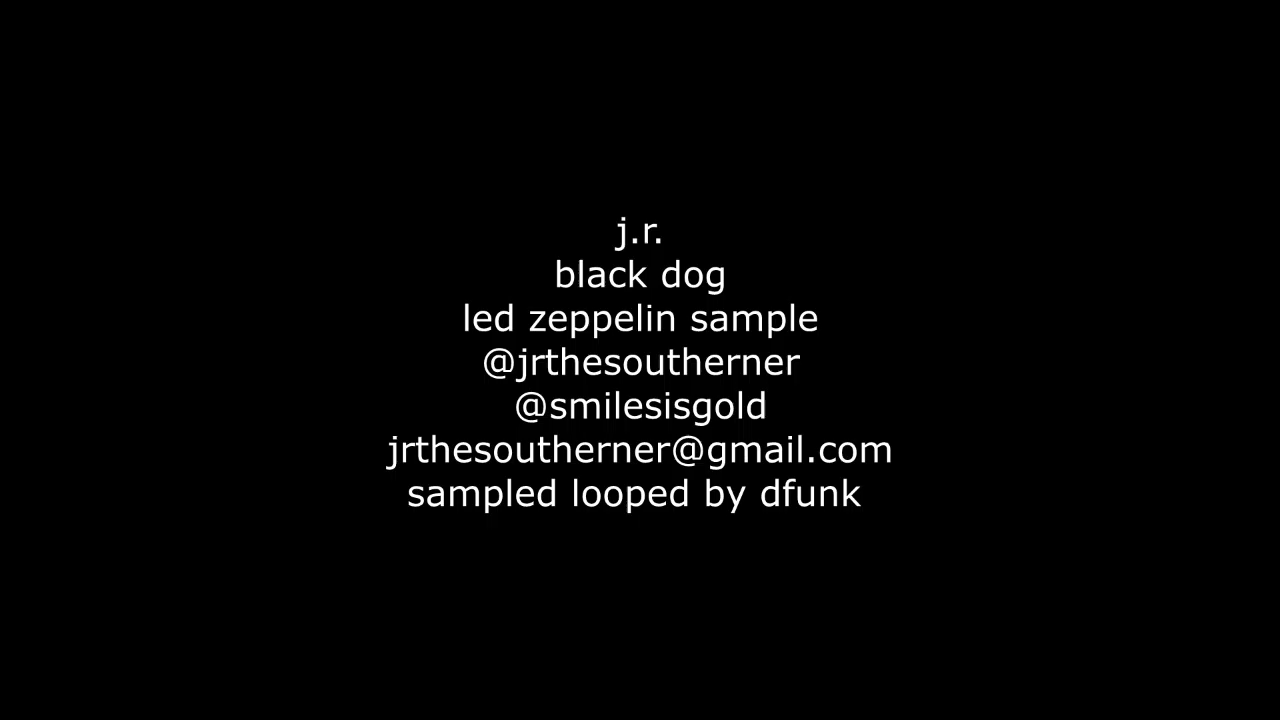 j.r.
black dog
led zeppelin sample
@jrthesoutherner
@smilesisgold
jrthesoutherner@gmail.com
sampled looped by dfunk